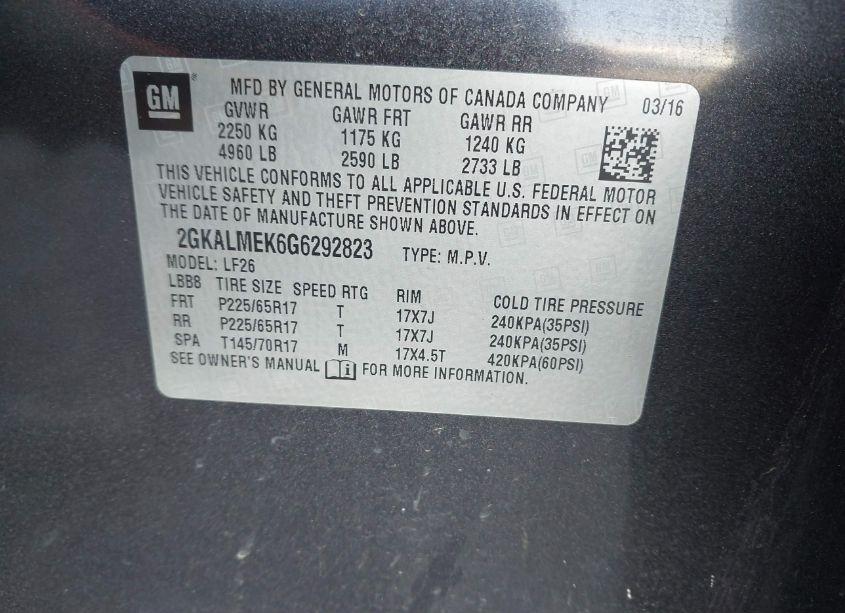 GM
MFD BY GENERAL MOTORS OF CANADA COMPANY 03/16
GVWR GAWR FRT GAWR RR
2250 KG 1175 KG 1240 KG
4960 LB 2590 LB 2733 LB
THIS VEHICLE CONFORMS TO ALL APPLICABLE U.S. FEDERAL MOTOR
VEHICLE SAFETY AND THEFT PREVENTION STANDARDS IN EFFECT ON
THE DATE OF MANUFACTURE SHOWN ABOVE.
2GKALMEK6G6292823 TYPE: M.P.V.
MODEL: LF26
LBB8 TIRE SIZE SPEED RTG RIM COLD TIRE PRESSURE
FRT P225/65R17 T 17X7J 240KPA(35PSI)
RR P225/65R17 T 17X7J 240KPA(35PSI)
SPA T145/70R17 M 17X4.5T 420KPA(60PSI)
SEE OWNER'S MANUAL FOR MORE INFORMATION.